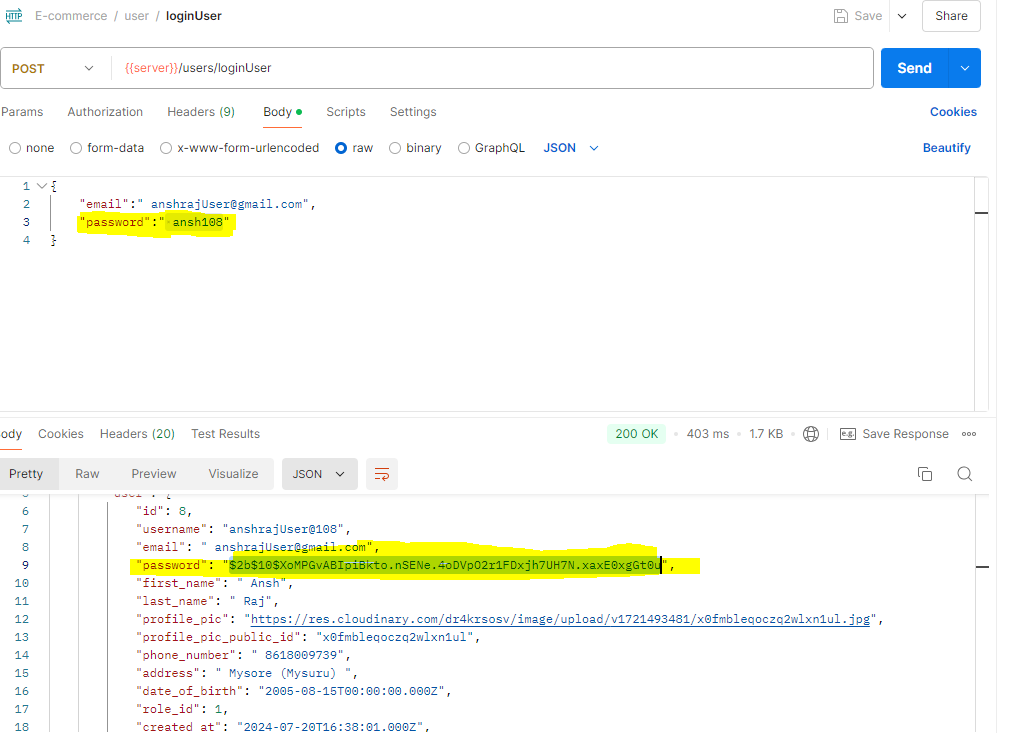 HTTP E-commerce / user / loginUser Save Share
POST {{server}}/users/loginUser Send
Params Authorization Headers (9) Body Scripts Settings Cookies
none form-data x-www-form-urlencoded raw binary GraphQL JSON Beautify
1 {
2 "email":" anshrajUser@gmail.com",
3 "password":" ansh108"
4 }
ody Cookies Headers (20) Test Results 200 OK 403 ms 1.7 KB e.g. Save Response
Pretty Raw Preview Visualize JSON
5 "user": {
6 "id": 8,
7 "username": "anshrajUser@108",
8 "email": " anshrajUser@gmail.com",
9 "password": "$2b$10$XoMPGvABIpiBkto.nSENe.4oDVpO2r1FDxjh7UH7N.xaxE0xgGt0u",
10 "first_name": " Ansh",
11 "last_name": " Raj",
12 "profile_pic": "https://res.cloudinary.com/dr4krsosv/image/upload/v1721493481/x0fmbleqoczq2wlxn1ul.jpg",
13 "profile_pic_public_id": "x0fmbleqoczq2wlxn1ul",
14 "phone_number": " 8618009739",
15 "address": " Mysore (Mysuru) ",
16 "date_of_birth": "2005-08-15T00:00:00.000Z",
17 "role_id": 1,
18 "created_at": "2024-07-20T16:38:01.000Z",